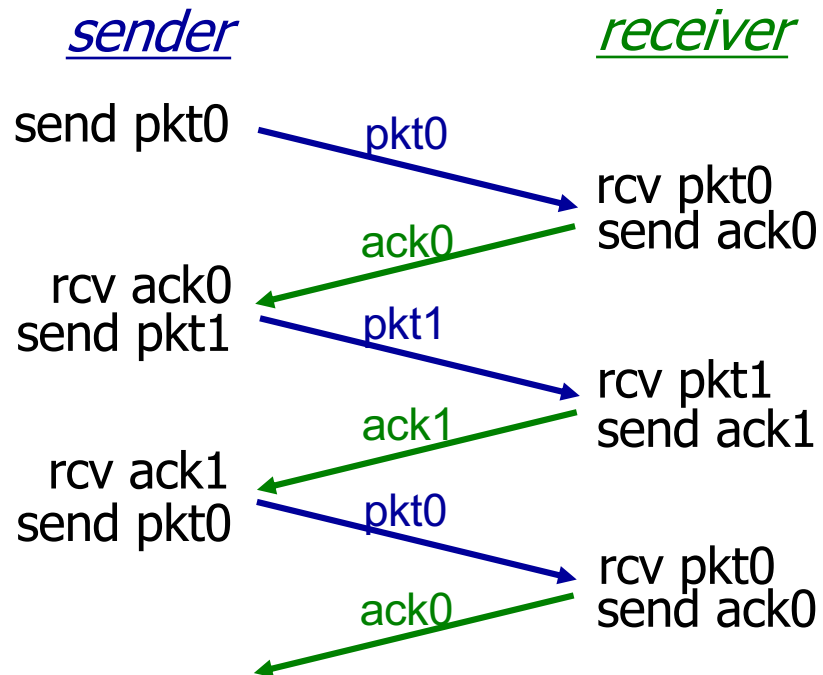 sender
receiver
send pkt0
pkt0
rcv pkt0
send ack0
ack0
rcv ack0
send pkt1
pkt1
rcv pkt1
send ack1
ack1
rcv ack1
send pkt0
pkt0
rcv pkt0
send ack0
ack0